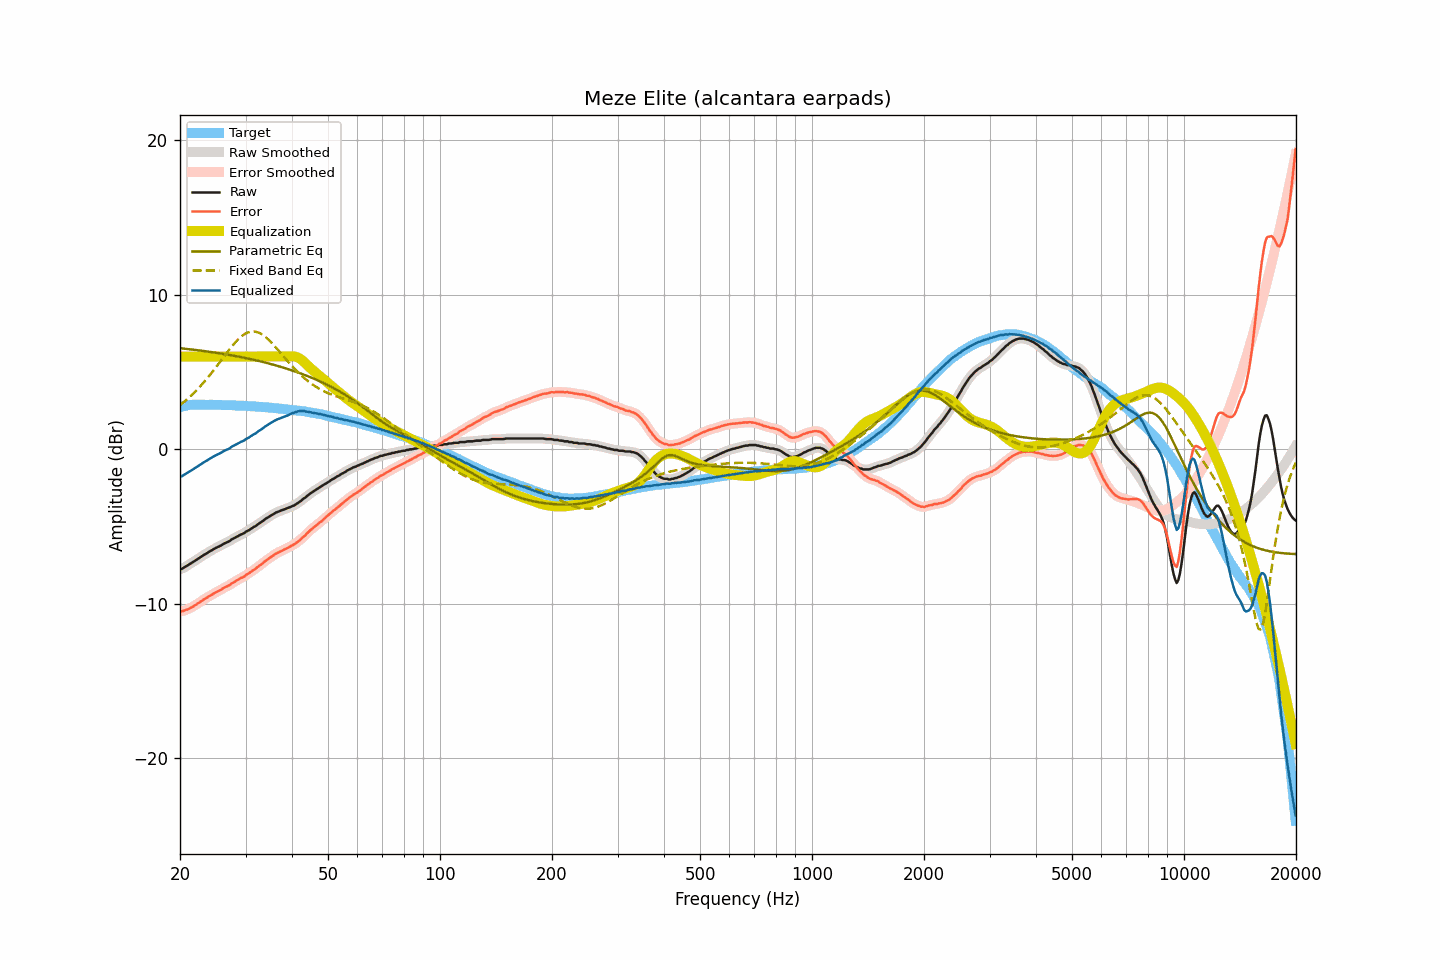 Meze Elite (alcantara earpads)
Target
Raw Smoothed
Error Smoothed
Raw
Error
Equalization
Parametric Eq
Fixed Band Eq
Equalized
20
10
0
−10
−20
Amplitude (dBr)
20
50
100
200
500
1000
2000
5000
10000
20000
Frequency (Hz)